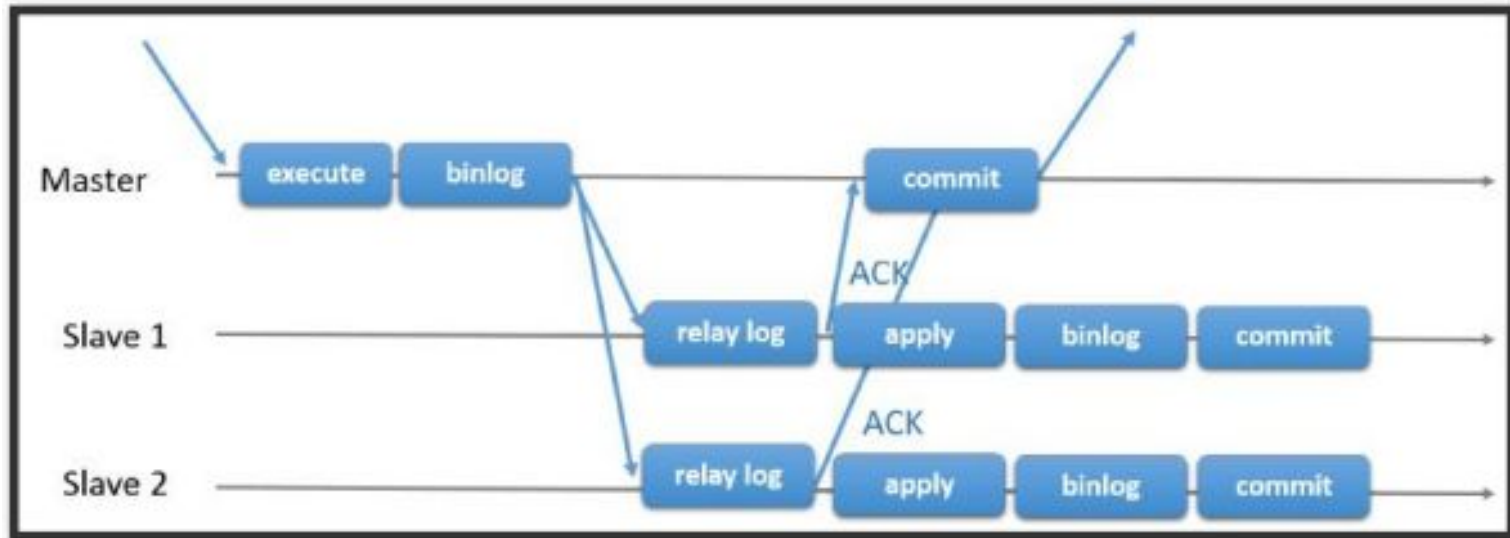 Master execute binlog commit
ACK
Slave 1 relay log apply binlog commit
ACK
Slave 2 relay log apply binlog commit